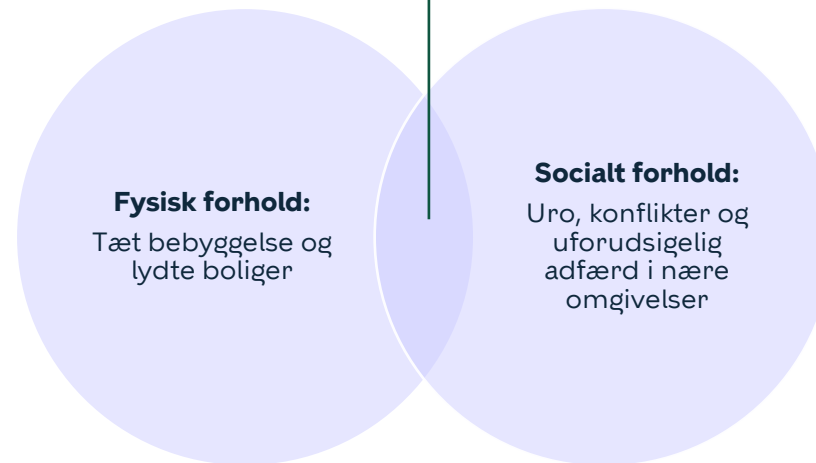 Fysisk forhold:
Tæt bebyggelse og
lydte boliger
Socialt forhold:
Uro, konflikter og
uforudsigelig
adfærd i nære
omgivelser